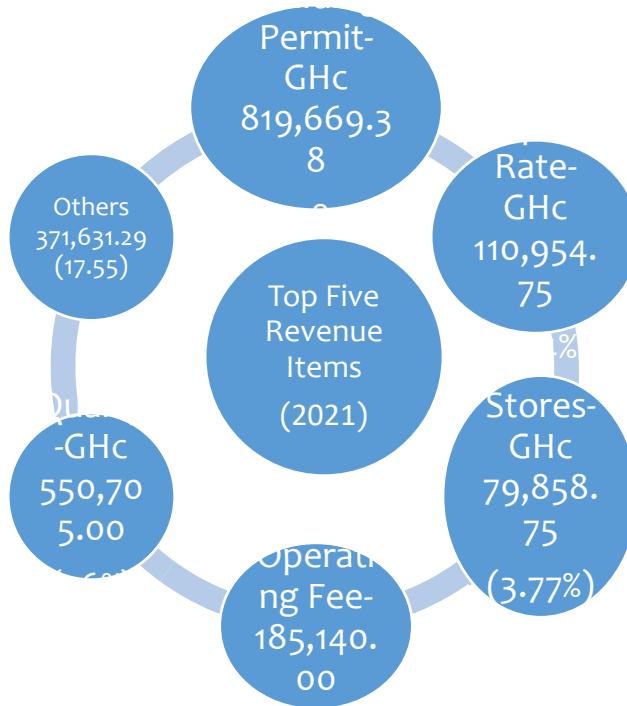 Permit-
GHc
819,669.3
8
Rate-
GHc
110,954.
75
Stores-
GHc
79,858.
75
(3.77%)
Operati
ng Fee-
185,140.
00
-GHc
550,70
5.00
Others
371,631.29
(17.55)
Top Five
Revenue
Items
(2021)